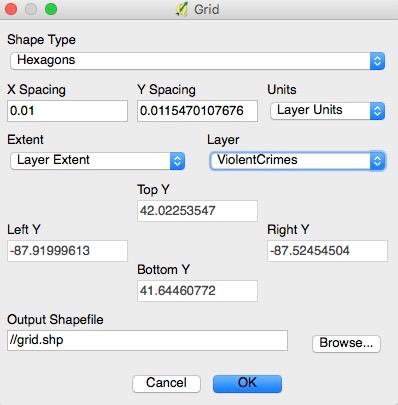 Grid
Shape Type
Hexagons
X Spacing Y Spacing Units
0.01 0.0115470107676 Layer Units
Extent Layer
Layer Extent ViolentCrimes
Top Y
42.02253547
Left Y Right Y
-87.91999613 -87.52454504
Bottom Y
41.64460772
Output Shapefile
//grid.shp Browse...
Cancel OK